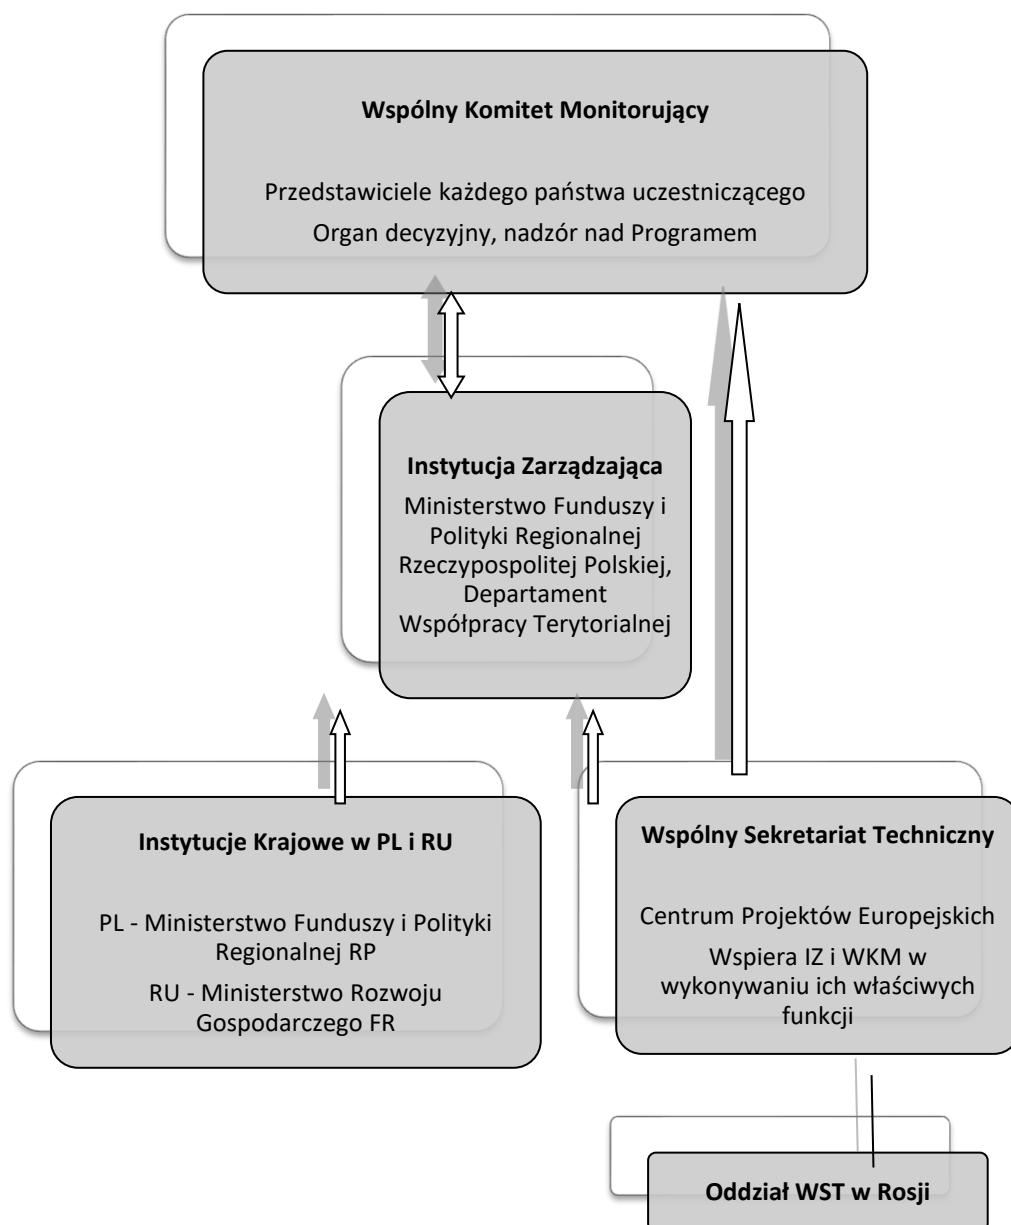 Wspólny Komitet Monitorujący
Przedstawiciele każdego państwa uczestniczącego
Organ decyzyjny, nadzór nad Programem
Instytucja Zarządzająca
Ministerstwo Funduszy i
Polityki Regionalnej
Rzeczypospolitej Polskiej,
Departament
Współpracy Terytorialnej
Instytucje Krajowe w PL i RU
PL - Ministerstwo Funduszy i Polityki
Regionalnej RP
RU - Ministerstwo Rozwoju
Gospodarczego FR
Wspólny Sekretariat Techniczny
Centrum Projektów Europejskich
Wspiera IZ i WKM w
wykonywaniu ich właściwych
funkcji
Oddział WST w Rosji